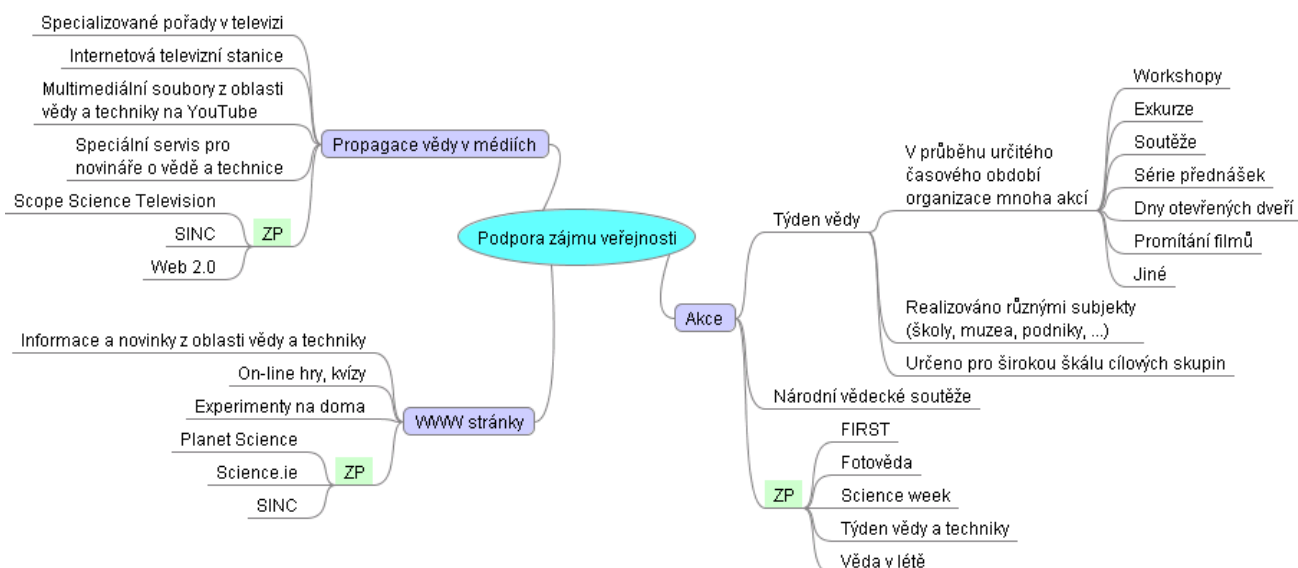 Specializované pořady v televizi
Internetová televizní stanice
Multimediální soubory z oblasti
vědy a techniky na YouTube
Speciální servis pro
novináře o vědě a technice
Propagace vědy v médiích
Scope Science Television
SINC
Web 2.0
ZP
Podpora zájmu veřejnosti
Informace a novinky z oblasti vědy a techniky
On-line hry, kvízy
Experimenty na doma
WWW stránky
Planet Science
Science.ie
SINC
ZP
Akce
Týden vědy
V průběhu určitého
časového období
organizace mnoha akcí
Workshopy
Exkurze
Soutěže
Série přednášek
Dny otevřených dveří
Promítání filmů
Jiné
Realizováno různými subjekty
(školy, muzea, podniky, ...)
Určeno pro širokou škálu cílových skupin
Národní vědecké soutěže
ZP
FIRST
Fotověda
Science week
Týden vědy a techniky
Věda v létě